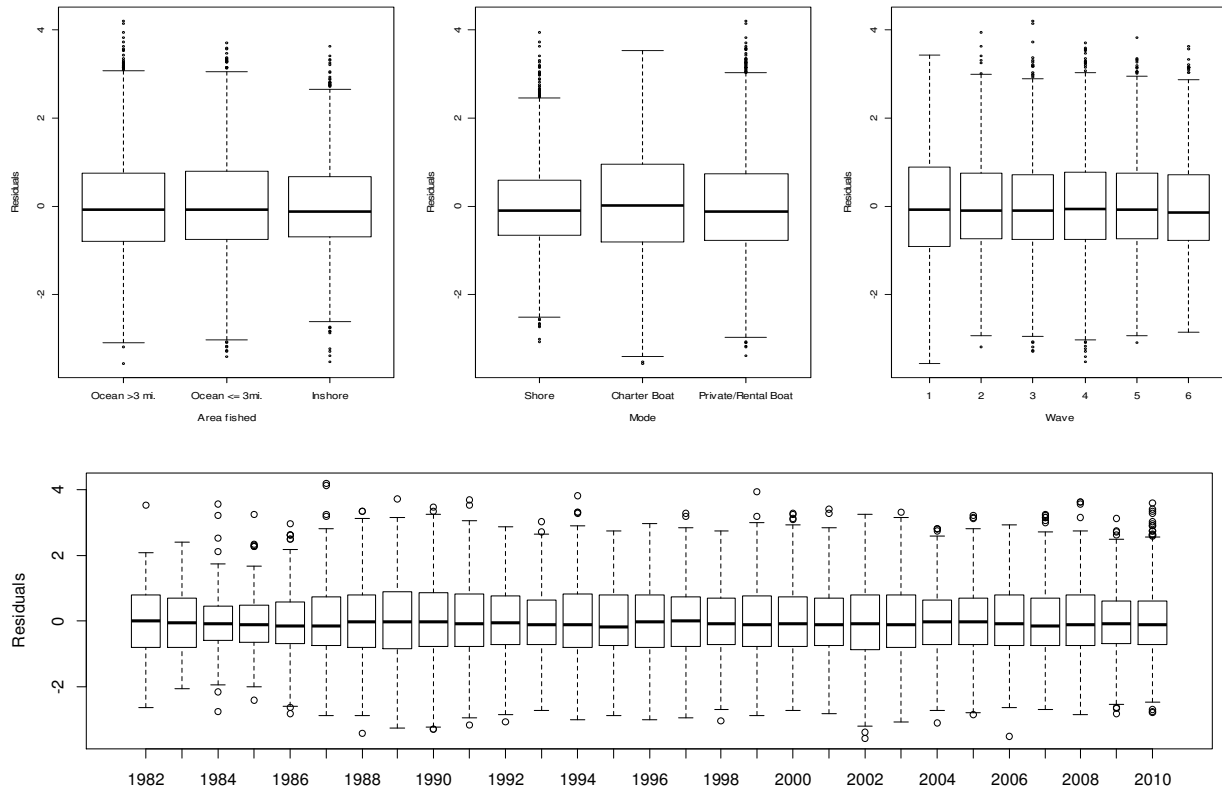 Residuals
4
2
0
-2
Ocean >3 mi. Ocean <= 3mi. Inshore
Area fished
Residuals
4
2
0
-2
Shore Charter Boat Private/Rental Boat
Mode
Residuals
4
2
0
-2
1 2 3 4 5 6
Wave
Residuals
4
2
0
-2
1982 1984 1986 1988 1990 1992 1994 1996 1998 2000 2002 2004 2006 2008 2010